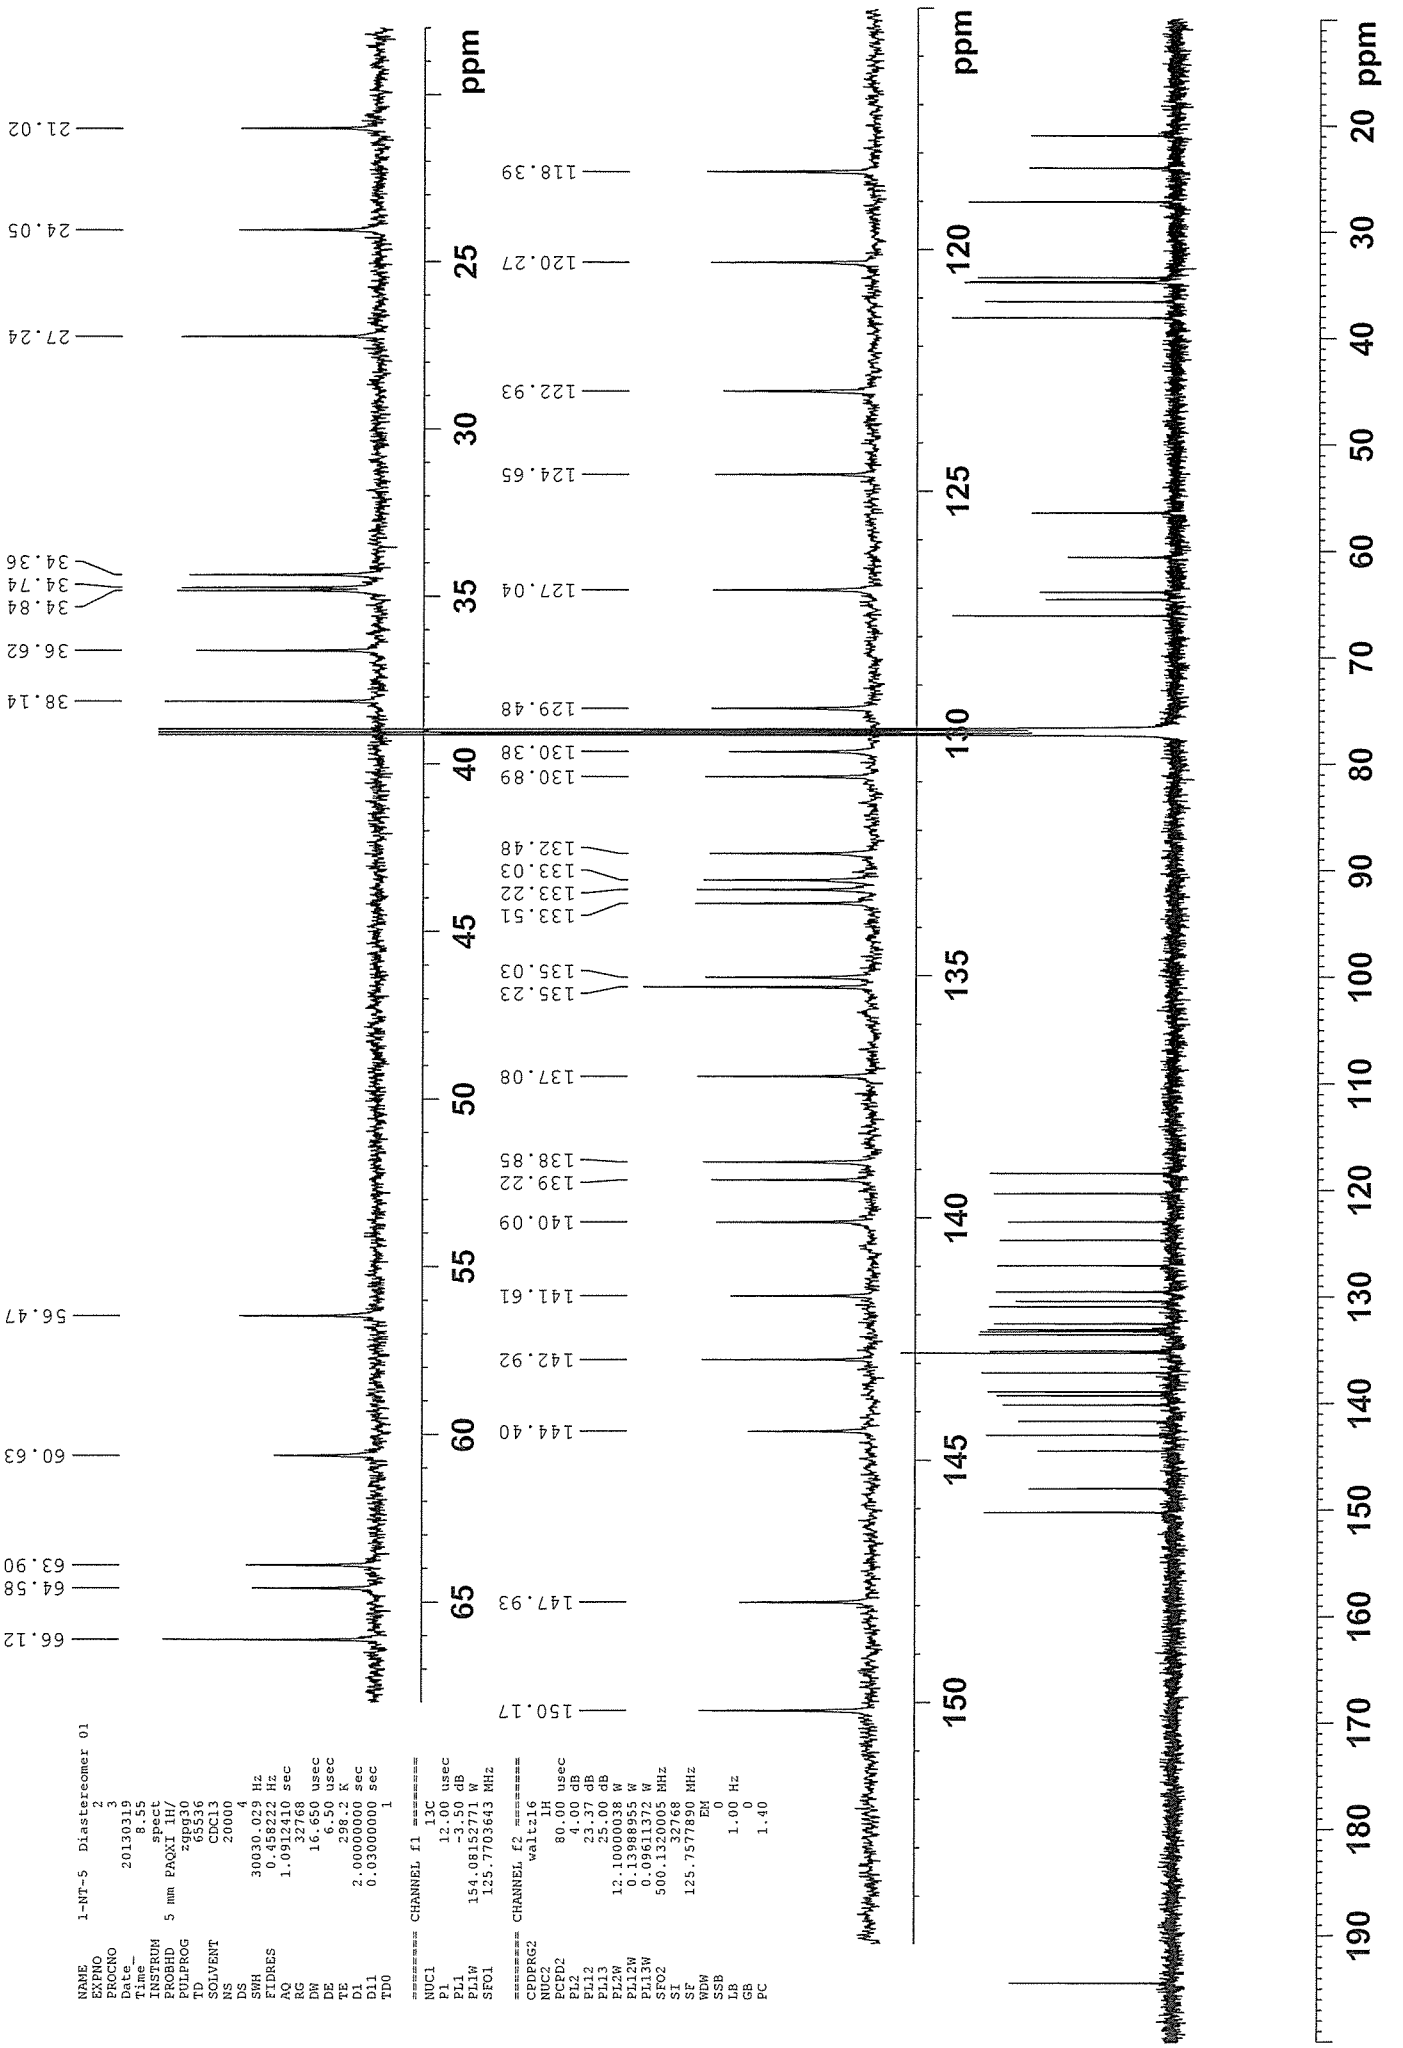 NAME 1-NT-5 Diastereomer 01
EXPNO 2
PROCNO 3
Date_ 20130319
Time_ 8.55
INSTRUM spect
PROBHD 5 mm PAQXI 1H/
PULPROG zgpg30
TD 65536
SOLVENT CDCl3
NS 20000
DS 4
SWH 30030.029 Hz
FIDRES 0.458222 Hz
AQ 1.0912410 sec
RG 32768
DW 16.650 usec
DE 6.50 usec
TE 298.2 K
D1 2.00000000 sec
D11 0.03000000 sec
TD0 1
======== CHANNEL f1 ========
NUC1 13C
P1 12.00 usec
PL1 -3.50 dB
PL1W 154.08152771 W
SFO1 125.7703643 MHz
======== CHANNEL f2 ========
CPDPRG2 waltz16
NUC2 1H
PCPD2 80.00 usec
PL2 4.00 dB
PL12 23.37 dB
PL13 25.00 dB
PL2W 12.10000038 W
PL12W 0.13988955 W
PL13W 0.09611372 W
SFO2 500.1320005 MHz
SI 32768
SF 125.7577890 MHz
WDW EM
SSB 0
LB 1.00 Hz
GB 0
PC 1.40
66.12
64.58
63.90
60.63
56.47
38.14
36.62
34.84
34.74
34.36
27.24
24.05
21.02
65 60 55 50 45 40 35 30 25 ppm
150.17
147.93
144.40
142.92
141.61
140.09
139.22
138.85
137.08
135.23
135.03
133.51
133.22
133.03
132.48
130.89
130.38
129.48
127.04
124.65
122.93
120.27
118.39
150 145 140 135 130 125 120 ppm
190 180 170 160 150 140 130 120 110 100 90 80 70 60 50 40 30 20 ppm